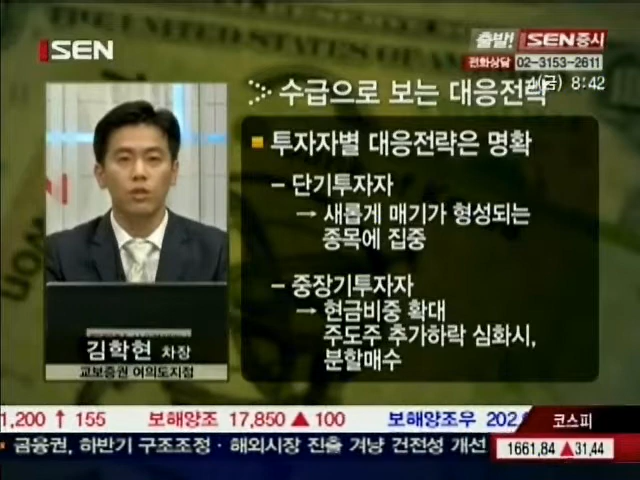 SEN
출발! SEN증시
전화상담 02-3153-2611
(금) 8:42
수급으로 보는 대응전략
투자자별 대응전략은 명확
- 단기투자자
→ 새롭게 매기가 형성되는
종목에 집중
- 중장기투자자
→ 현금비중 확대
주도주 추가하락 심화시,
분할매수
김학현 차장
교보증권 여의도지점
1,200 ↑ 155 보해양조 17,850 ▲ 100 보해양조우 202,
코스피
금융권, 하반기 구조조정 · 해외시장 진출 겨냥 건전성 개선
1661,84 ▲31,44